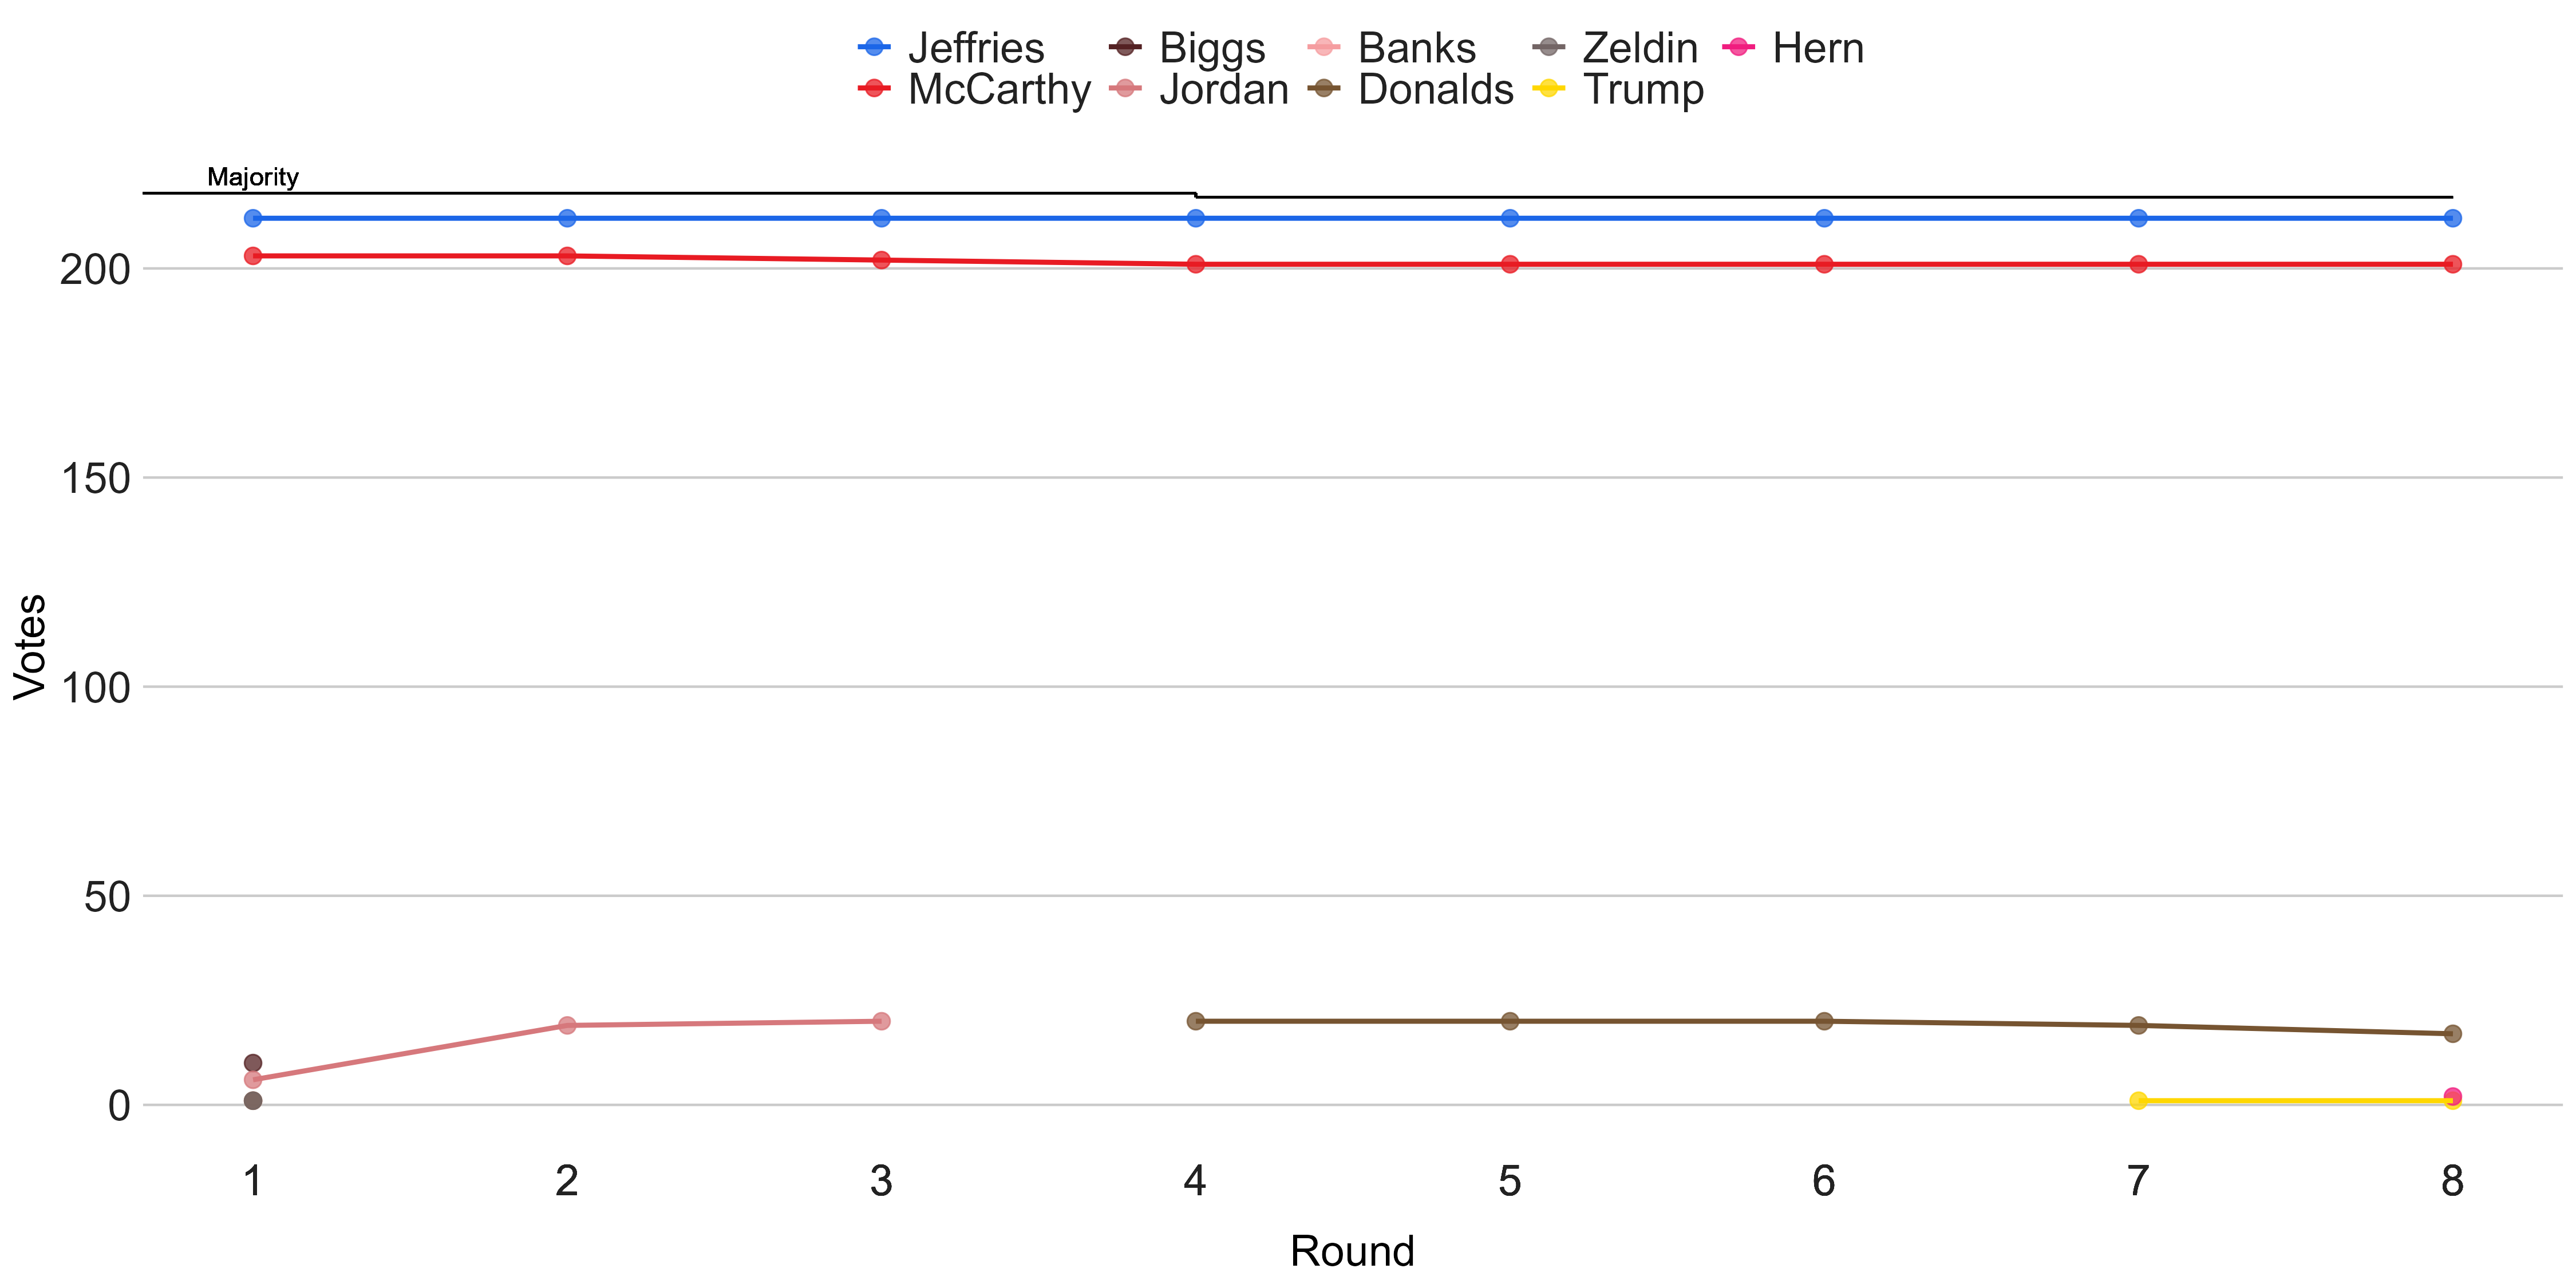 Jeffries Biggs Banks Zeldin Hern
McCarthy Jordan Donalds Trump
Majority
200
150
100
50
0
Votes
1 2 3 4 5 6 7 8
Round